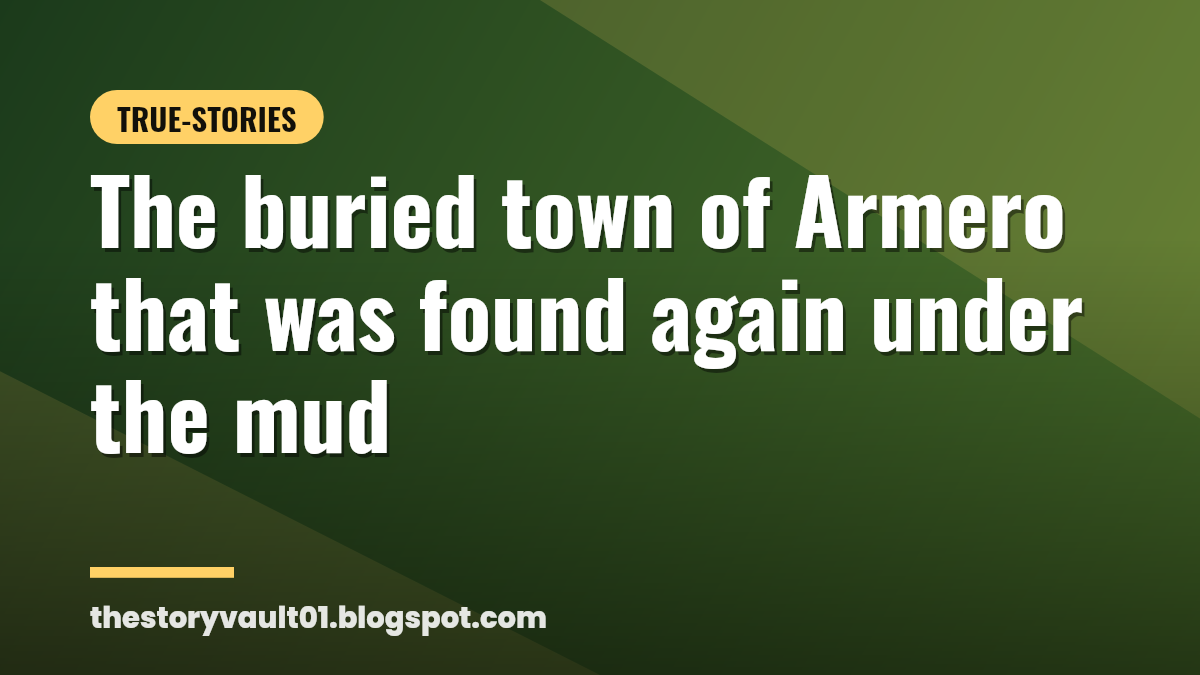 TRUE-STORIES
The buried town of Armero
that was found again under
the mud
thestoryvault01.blogspot.com